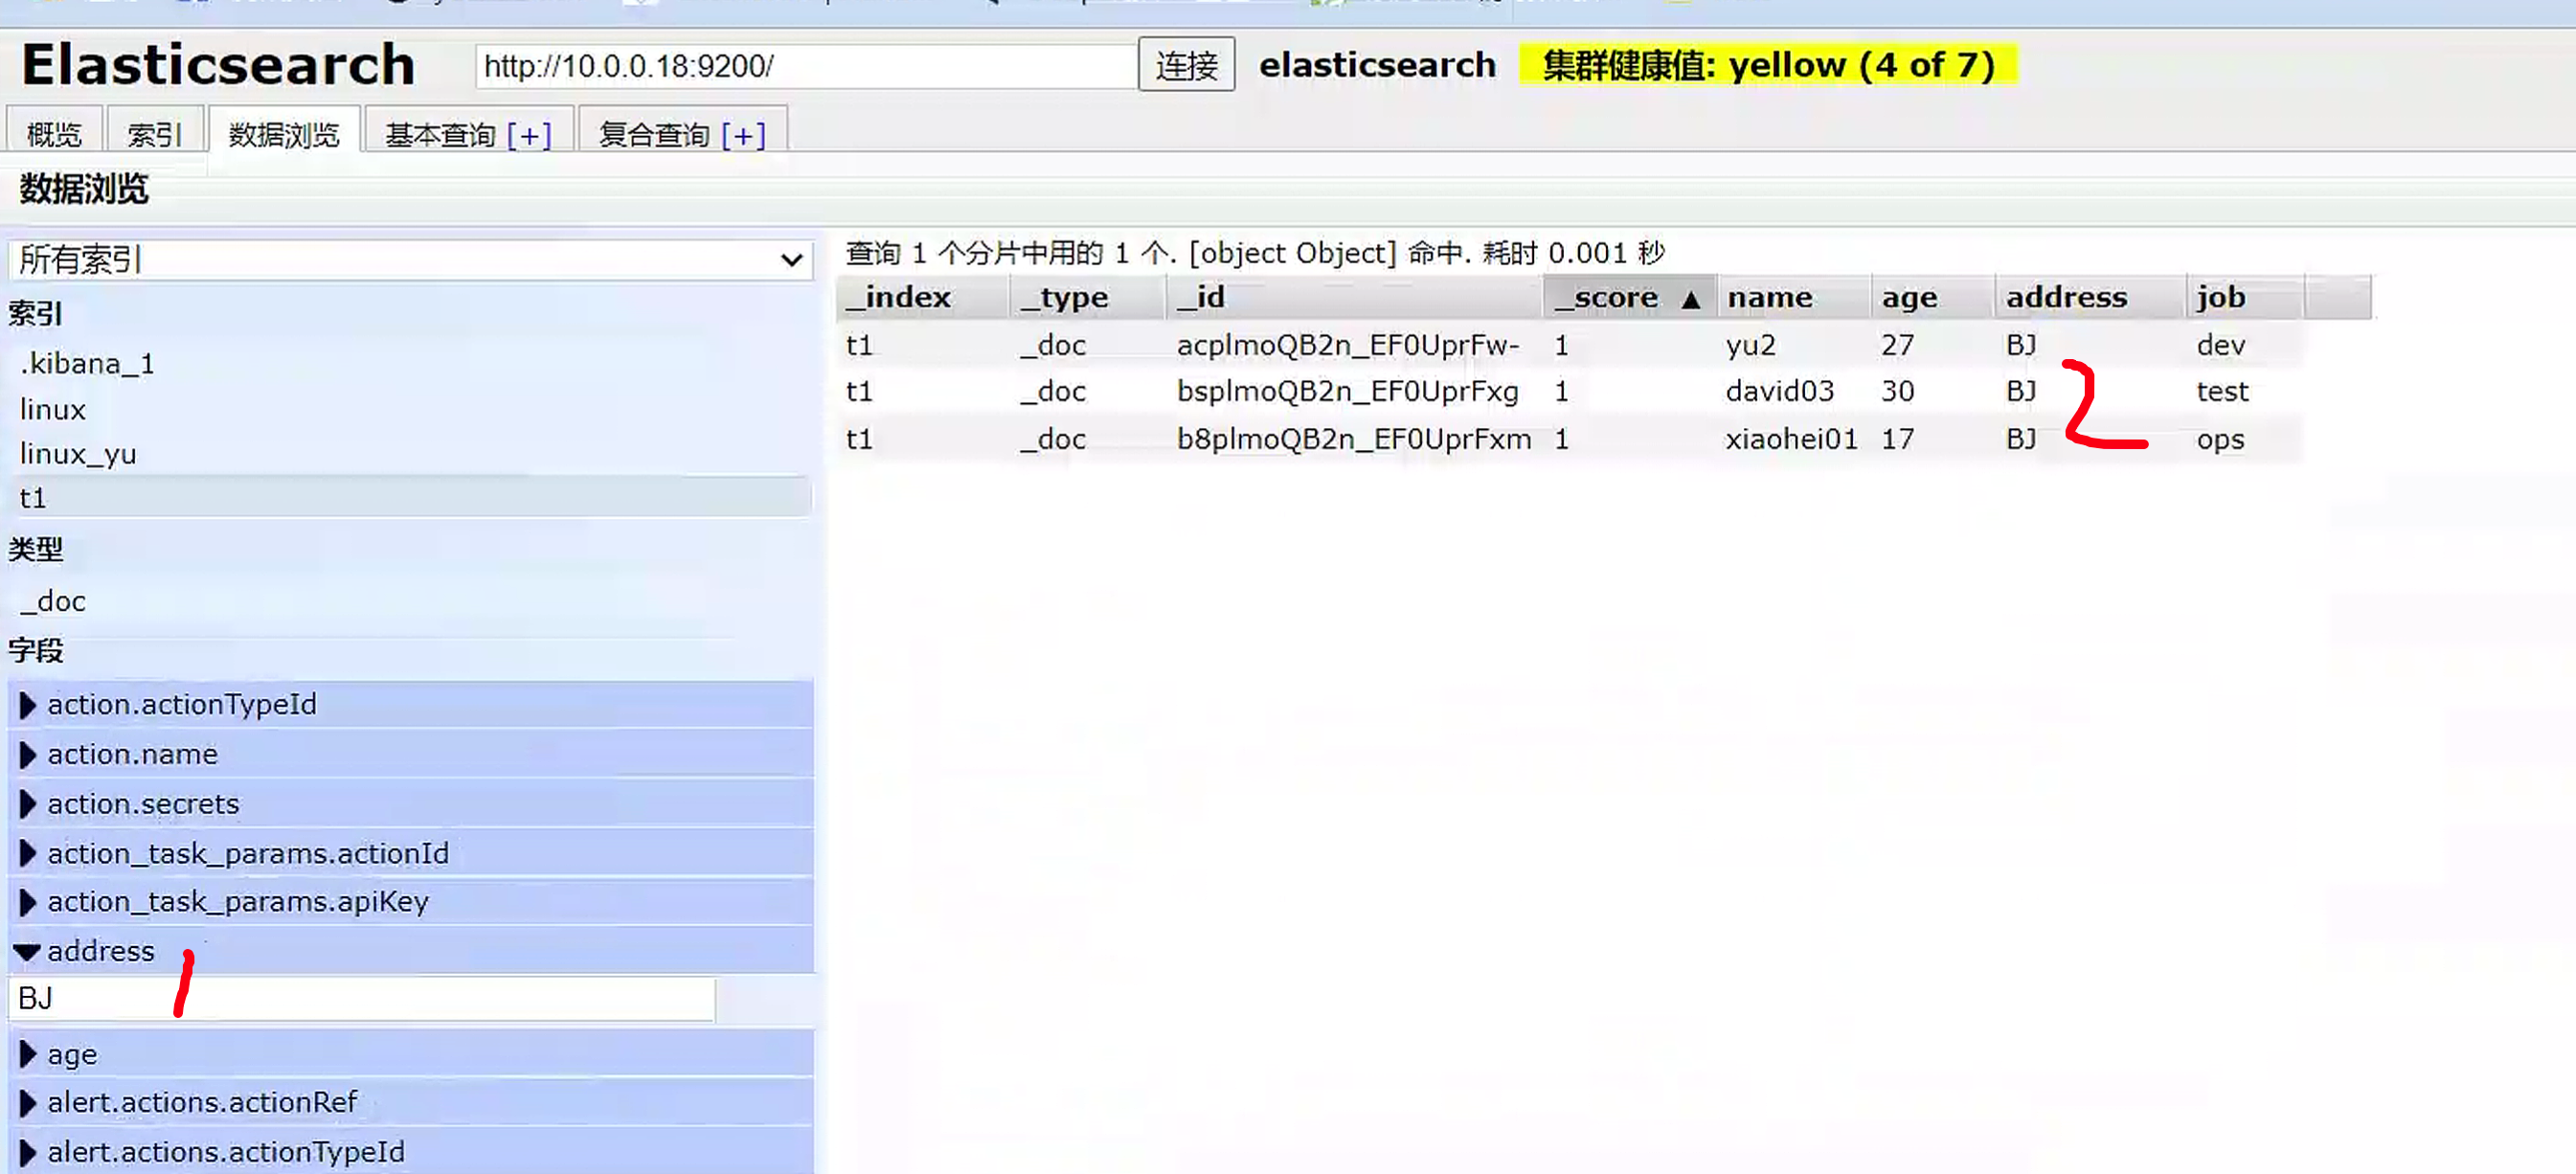 Elasticsearch http://10.0.0.18:9200/ 连接 elasticsearch 集群健康值: yellow (4 of 7)
概览 索引 数据浏览 基本查询 [+] 复合查询 [+]
数据浏览
所有索引
索引
.kibana_1
linux
linux_yu
t1
类型
_doc
字段
action.actionTypeId
action.name
action.secrets
action_task_params.actionId
action_task_params.apiKey
address
1
BJ
age
alert.actions.actionRef
alert.actions.actionTypeId
查询 1 个分片中用的 1 个. [object Object] 命中. 耗时 0.001 秒
_index _type _id _score ▲ name age address job
t1 _doc acplmoQB2n_EF0UprFw- 1 yu2 27 BJ dev
t1 _doc bsplmoQB2n_EF0UprFxg 1 david03 30 BJ test
t1 _doc b8plmoQB2n_EF0UprFxm 1 xiaohei01 17 BJ ops
2